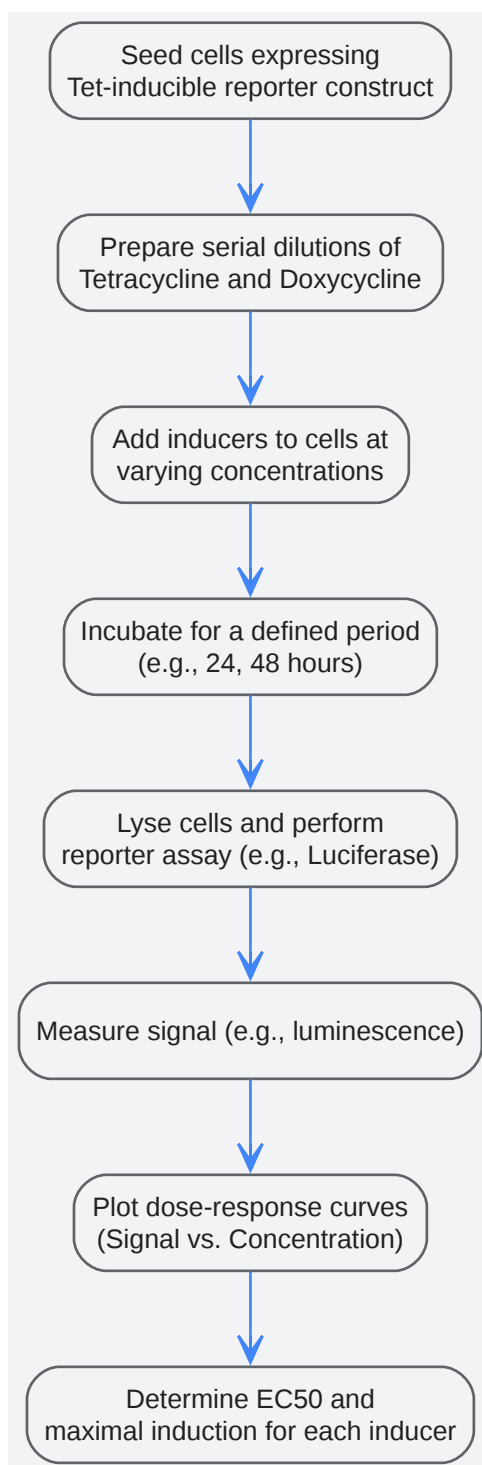 Seed cells expressing
Tet-inducible reporter construct
Prepare serial dilutions of
Tetracycline and Doxycycline
Add inducers to cells at
varying concentrations
Incubate for a defined period
(e.g., 24, 48 hours)
Lyse cells and perform
reporter assay (e.g., Luciferase)
Measure signal (e.g., luminescence)
Plot dose-response curves
(Signal vs. Concentration)
Determine EC50 and
maximal induction for each inducer